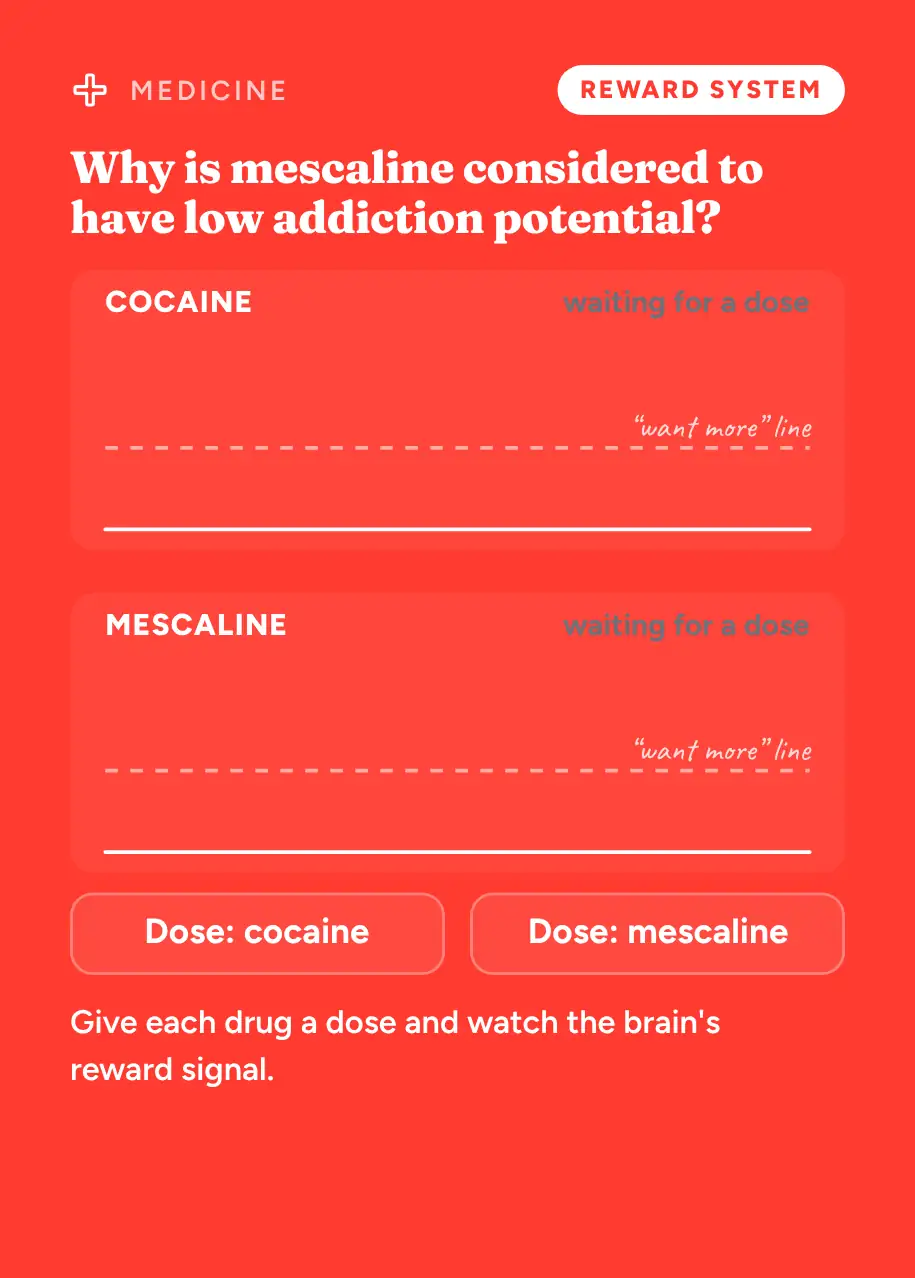 MEDICINE
REWARD SYSTEM
Why is mescaline considered to
have low addiction potential?
COCAINE
waiting for a dose
“want more” line
MESCALINE
waiting for a dose
“want more” line
Dose: cocaine
Dose: mescaline
Give each drug a dose and watch the brain's
reward signal.